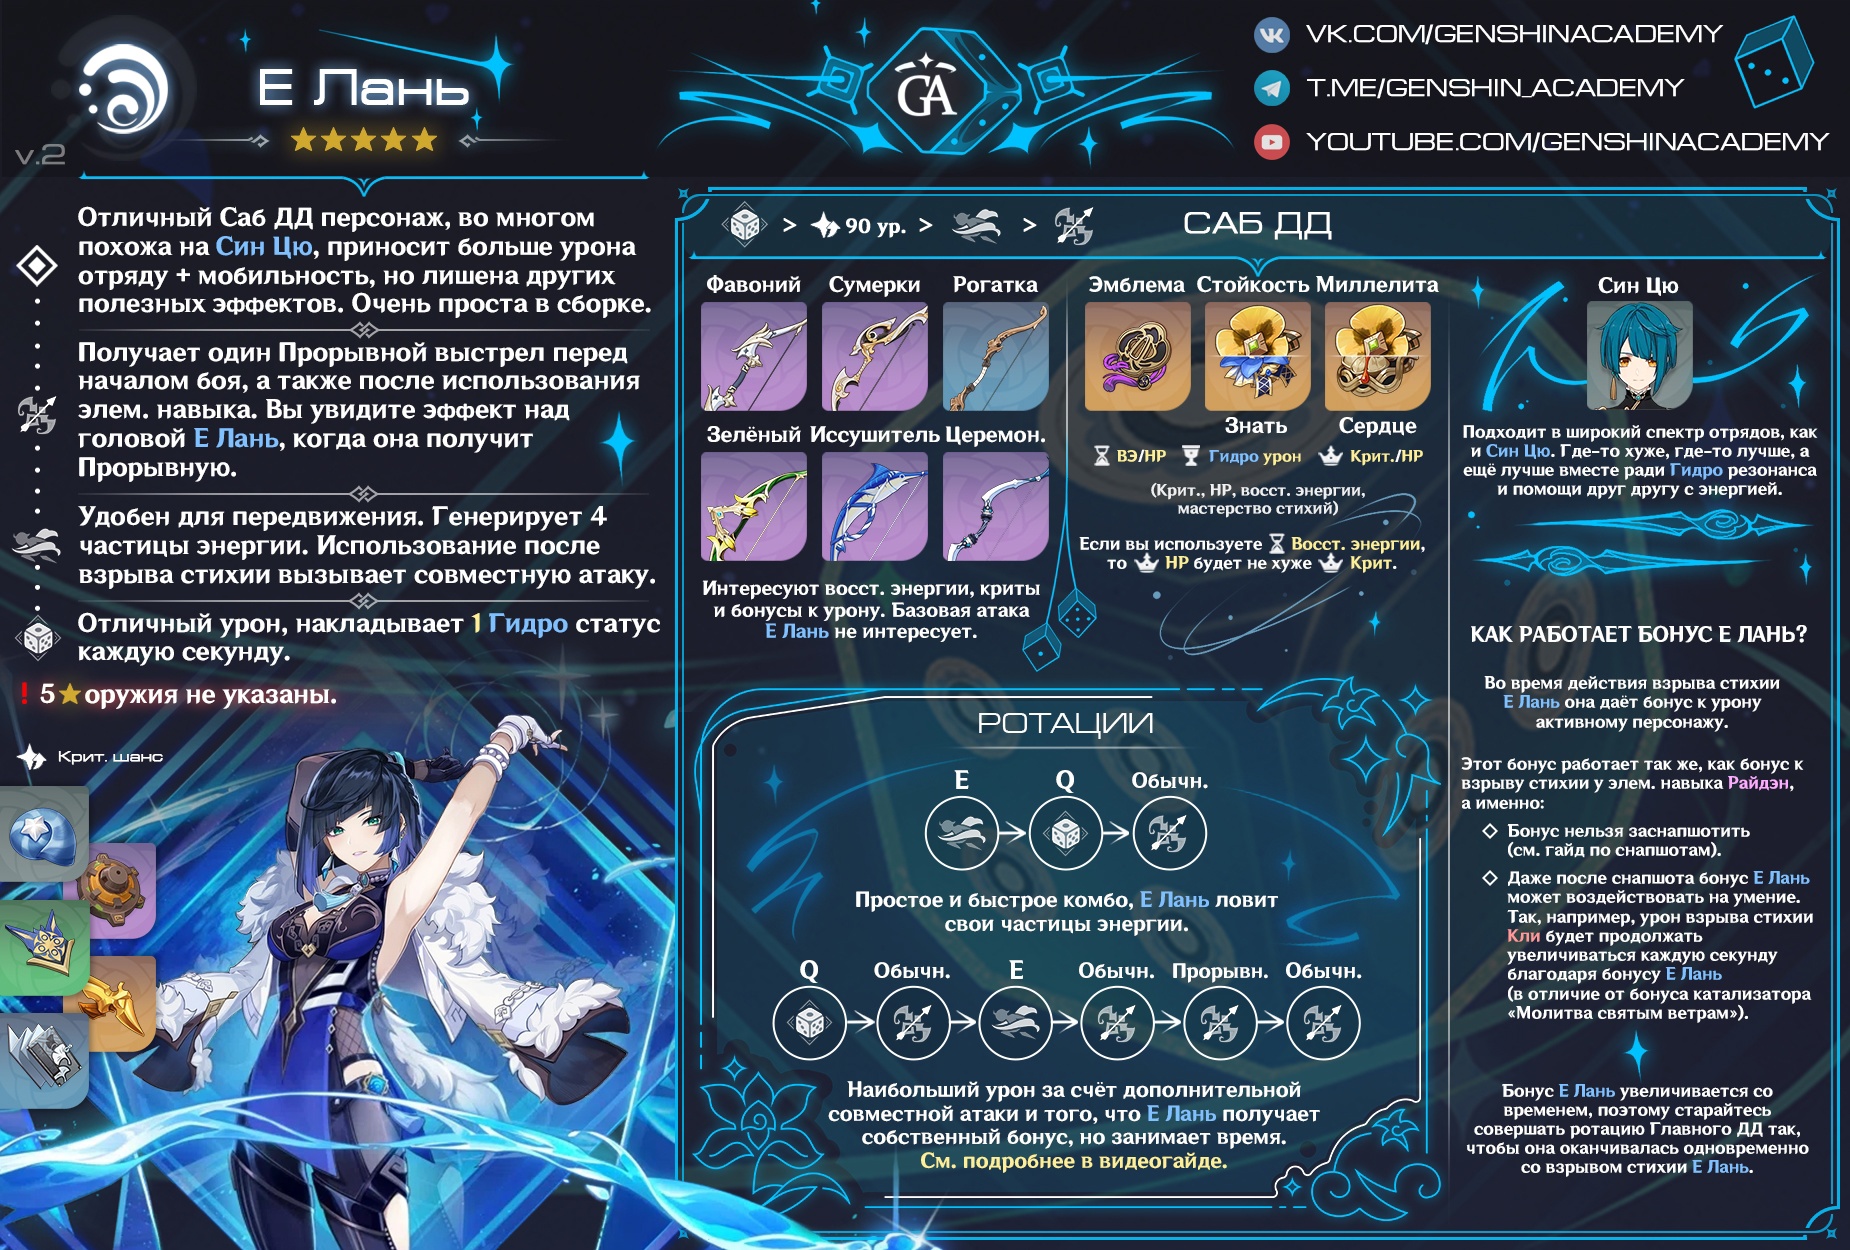 Е Лань
v.2
GA
VK.COM/GENSHINACADEMY
T.ME/GENSHIN_ACADEMY
YOUTUBE.COM/GENSHINACADEMY
Отличный Саб ДД персонаж, во многом
похожа на Син Цю, приносит больше урона
отряду + мобильность, но лишена других
полезных эффектов. Очень проста в сборке.
Получает один Прорывной выстрел перед
началом боя, а также после использования
элем. навыка. Вы увидите эффект над
головой Е Лань, когда она получит
Прорывную.
Удобен для передвижения. Генерирует 4
частицы энергии. Использование после
взрыва стихии вызывает совместную атаку.
Отличный урон, накладывает 1 Гидро статус
каждую секунду.
! 5★ оружия не указаны.
Крит. шанс
> 90 ур. > >
САБ ДД
Фавоний Сумерки Рогатка
Зелёный Иссушитель Церемон.
Интересуют восст. энергии, криты
и бонусы к урону. Базовая атака
Е Лань не интересует.
Эмблема Стойкость Миллелита
Знать Сердце
ВЭ/HP Гидро урон Крит./HP
(Крит., HP, восст. энергии,
мастерство стихий)
Если вы используете Восст. энергии,
то HP будет не хуже Крит.
Син Цю
Подходит в широкий спектр отрядов, как
и Син Цю. Где-то хуже, где-то лучше, а
ещё лучше вместе ради Гидро резонанса
и помощи друг другу с энергией.
КАК РАБОТАЕТ БОНУС Е ЛАНЬ?
Во время действия взрыва стихии
Е Лань она даёт бонус к урону
активному персонажу.
Этот бонус работает так же, как бонус к
взрыву стихии у элем. навыка Райдэн,
а именно:
Бонус нельзя заснапшотить
(см. гайд по снапшотам).
Даже после снапшота бонус Е Лань
может воздействовать на умение.
Так, например, урон взрыва стихии
Кли будет продолжать
увеличиваться каждую секунду
благодаря бонусу Е Лань
(в отличие от бонуса катализатора
«Молитва святым ветрам»).
Бонус Е Лань увеличивается со
временем, поэтому старайтесь
совершать ротацию Главного ДД так,
чтобы она оканчивалась одновременно
со взрывом стихии Е Лань.
РОТАЦИИ
E Q Обычн.
Простое и быстрое комбо, Е Лань ловит
свои частицы энергии.
Q Обычн. E Обычн. Прорывн. Обычн.
Наибольший урон за счёт дополнительной
совместной атаки и того, что Е Лань получает
собственный бонус, но занимает время.
См. подробнее в видеогайде.